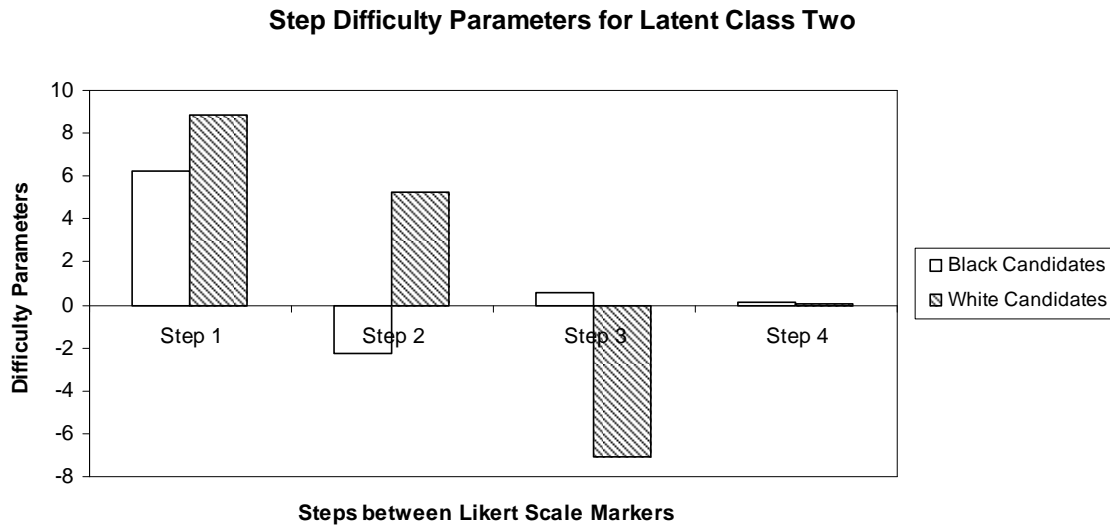 Step Difficulty Parameters for Latent Class Two
10
8
6
4
2
0
-2
-4
-6
-8
Difficulty Parameters
Step 1
Step 2
Step 3
Step 4
Steps between Likert Scale Markers
Black Candidates
White Candidates